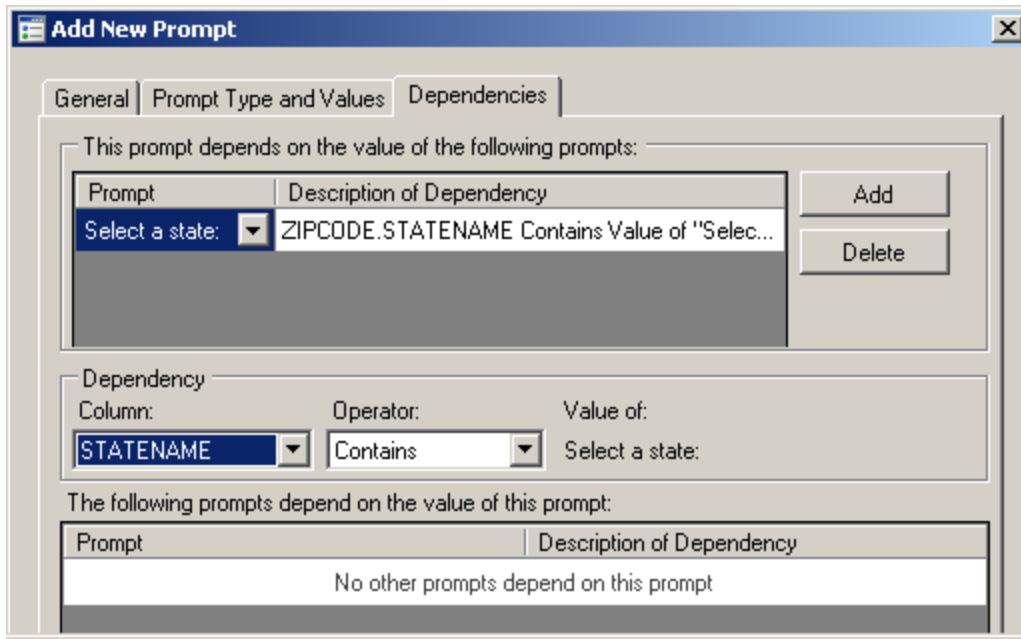 Add New Prompt
General Prompt Type and Values Dependencies
This prompt depends on the value of the following prompts:
Prompt Description of Dependency
Add
Select a state: ZIPCODE.STATENAME Contains Value of "Selec...
Delete
Dependency
Column: Operator: Value of:
STATENAME Contains Select a state:
The following prompts depend on the value of this prompt:
Prompt Description of Dependency
No other prompts depend on this prompt